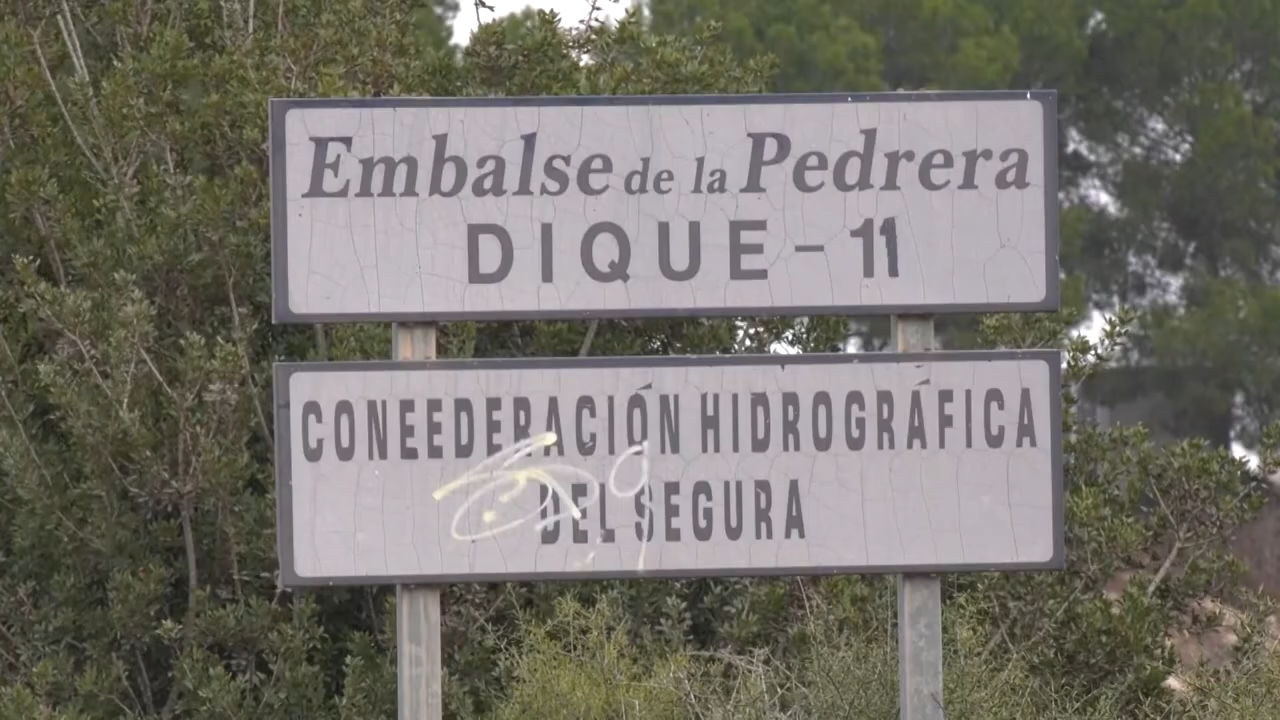 Embalse de la Pedrera
DIQUE - 11
CONEEDERACIÓN HIDROGRÁFICA
DEL SEGURA